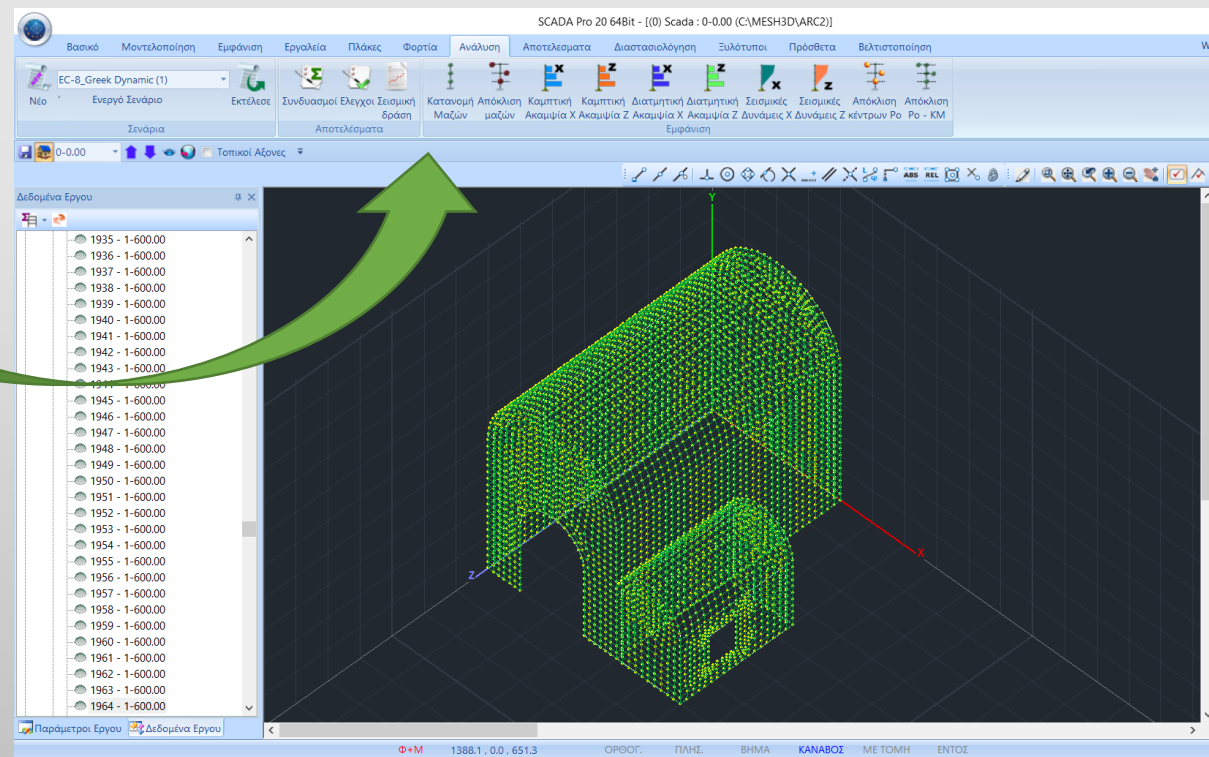 SCADA Pro 20 64Bit - [(0) Scada : 0-0.00 (C:\MESH3D\ARC2)]
Βασικό Μοντελοποίηση Εμφάνιση Εργαλεία Πλάκες Φορτία Ανάλυση Αποτελεσματα Διαστασιολόγηση Ξυλότυποι Πρόσθετα Βελτιστοποίηση
EC-8_Greek Dynamic (1)
Νέο Ενεργό Σενάριο Εκτέλεσε Συνδυασμοί Ελεγχοι Σεισμική Κατανομή Απόκλιση Καμπτική Καμπτική Διατμητική Διατμητική Σεισμικές Σεισμικές Απόκλιση Απόκλιση
δράση Μαζών μαζών Ακαμψία X Ακαμψία Z Ακαμψία X Ακαμψία Z Δυνάμεις X Δυνάμεις Z κέντρων Ρο Ρο - ΚΜ
Σενάρια Αποτελέσματα Εμφάνιση
0-0.00 Τοπικοί Αξονες
ABS REL
Δεδομένα Εργου
1935 - 1-600.00
1936 - 1-600.00
1937 - 1-600.00
1938 - 1-600.00
1939 - 1-600.00
1940 - 1-600.00
1941 - 1-600.00
1942 - 1-600.00
1943 - 1-600.00
1945 - 1-600.00
1946 - 1-600.00
1947 - 1-600.00
1948 - 1-600.00
1949 - 1-600.00
1950 - 1-600.00
1951 - 1-600.00
1952 - 1-600.00
1953 - 1-600.00
1954 - 1-600.00
1955 - 1-600.00
1956 - 1-600.00
1957 - 1-600.00
1958 - 1-600.00
1959 - 1-600.00
1960 - 1-600.00
1961 - 1-600.00
1962 - 1-600.00
1963 - 1-600.00
1964 - 1-600.00
Y
X
Z
Παράμετροι Εργου Δεδομένα Εργου
Φ+Μ 1388.1 , 0.0 , 651.3 ΟΡΘΟΓ. ΠΛΗΣ. ΒΗΜΑ ΚΑΝΑΒΟΣ ΜΕ ΤΟΜΗ ΕΝΤΟΣ